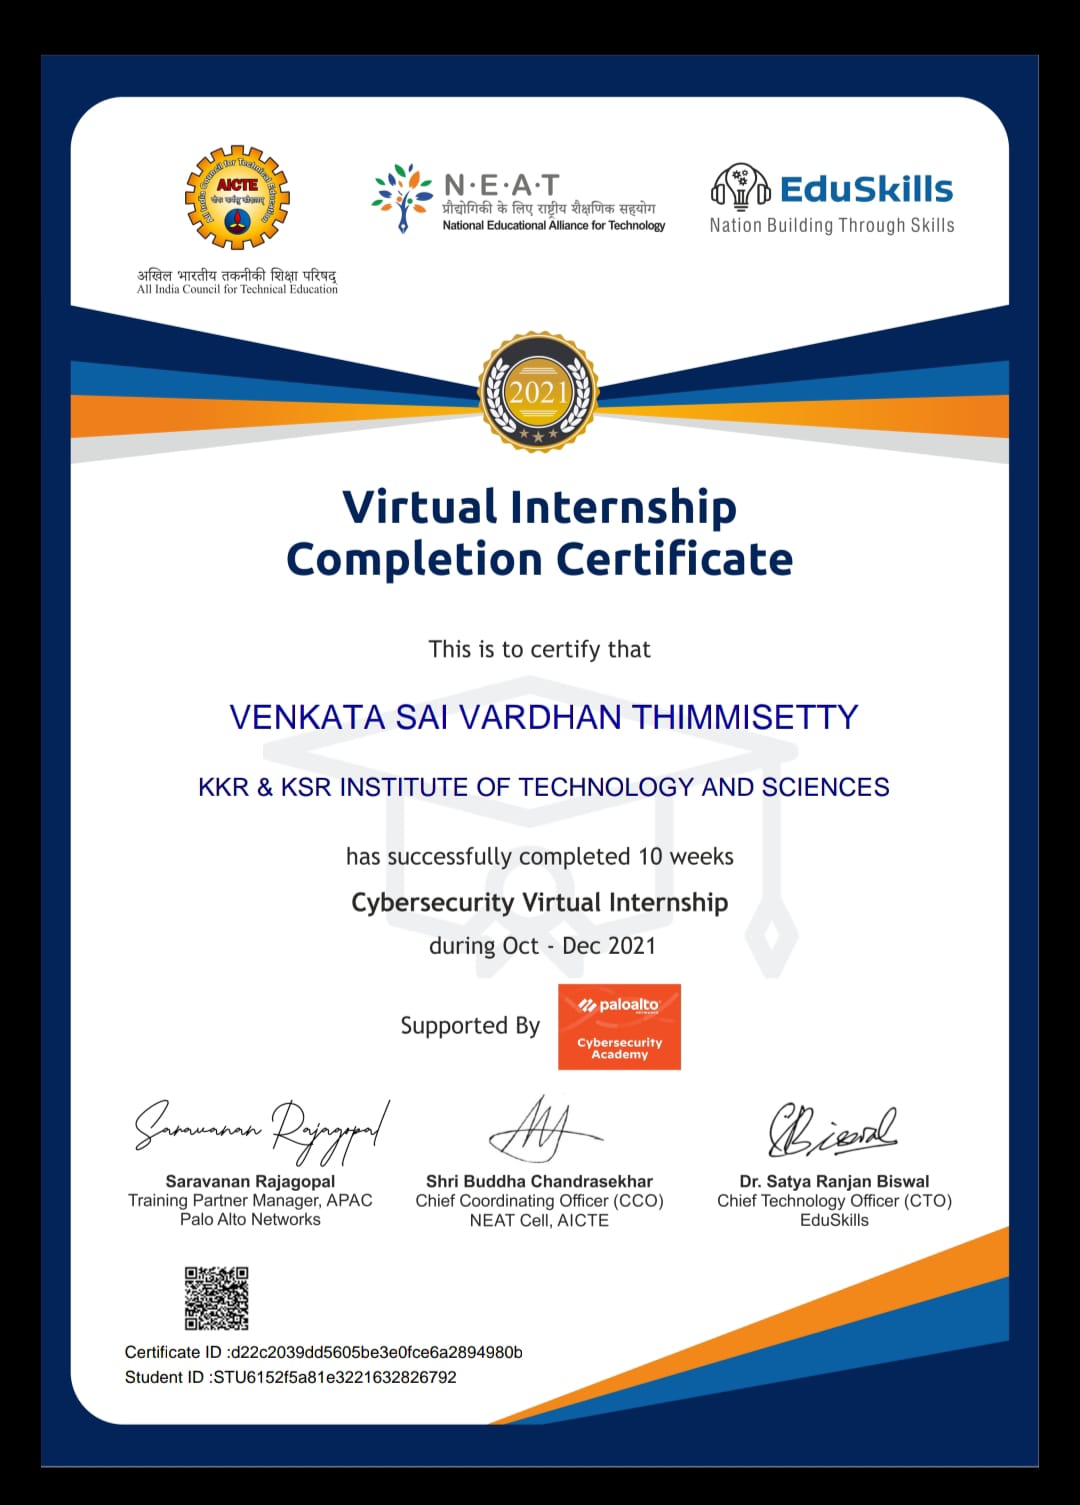 All India Council for Technical Education
AICTE
अखिल भारतीय तकनीकी शिक्षा परिषद्
All India Council for Technical Education
N·E·A·T
प्रौद्योगिकी के लिए राष्ट्रीय शैक्षणिक सहयोग
National Educational Alliance for Technology
EduSkills
Nation Building Through Skills
2021
Virtual Internship
Completion Certificate
This is to certify that
VENKATA SAI VARDHAN THIMMISETTY
KKR & KSR INSTITUTE OF TECHNOLOGY AND SCIENCES
has successfully completed 10 weeks
Cybersecurity Virtual Internship
during Oct - Dec 2021
Supported By
paloalto
NETWORKS
Cybersecurity
Academy
Saravanan Rajagopal
Saravanan Rajagopal
Training Partner Manager, APAC
Palo Alto Networks
Shri Buddha Chandrasekhar
Chief Coordinating Officer (CCO)
NEAT Cell, AICTE
SRBiswal
Dr. Satya Ranjan Biswal
Chief Technology Officer (CTO)
EduSkills
Certificate ID :d22c2039dd5605be3e0fce6a2894980b
Student ID :STU6152f5a81e3221632826792